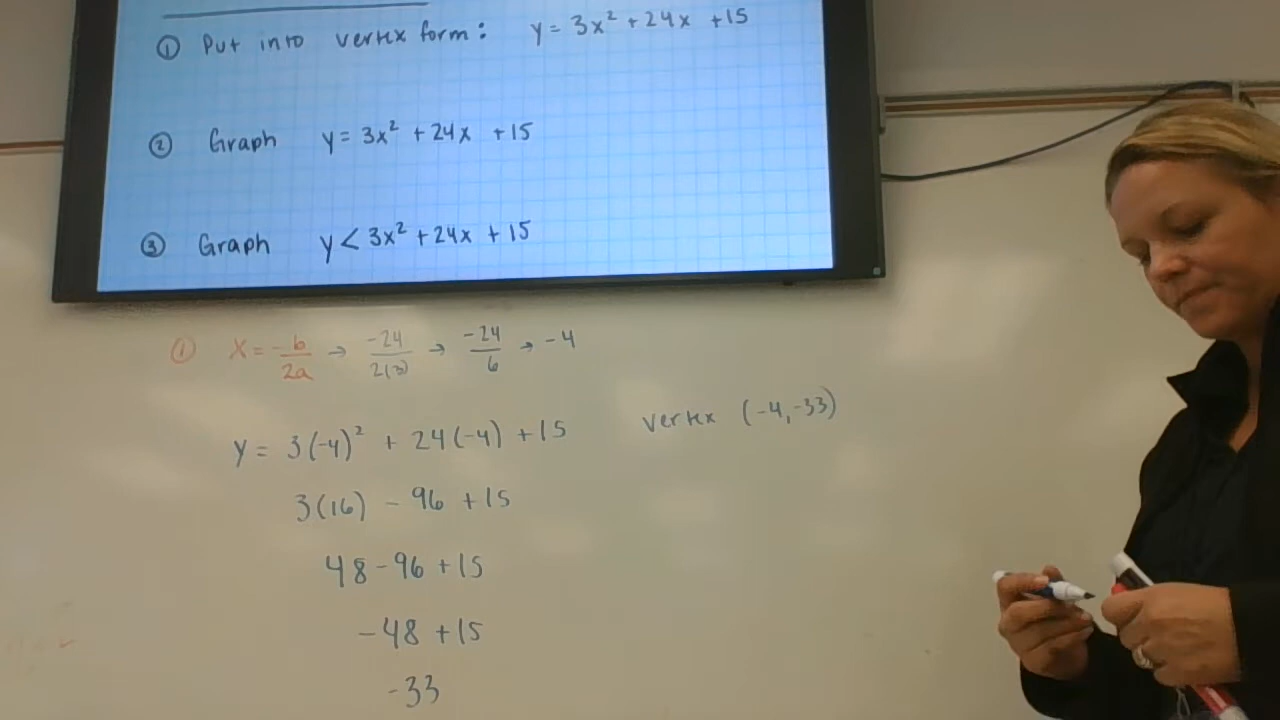 ① Put into vertex form: y = 3x² + 24x + 15
② Graph y = 3x² + 24x + 15
③ Graph y < 3x² + 24x + 15
① x = -b/2a → -24/2(3) → -24/6 → -4
y = 3(-4)² + 24(-4) + 15 vertex (-4,-33)
3(16) - 96 + 15
48 - 96 + 15
-48 + 15
-33